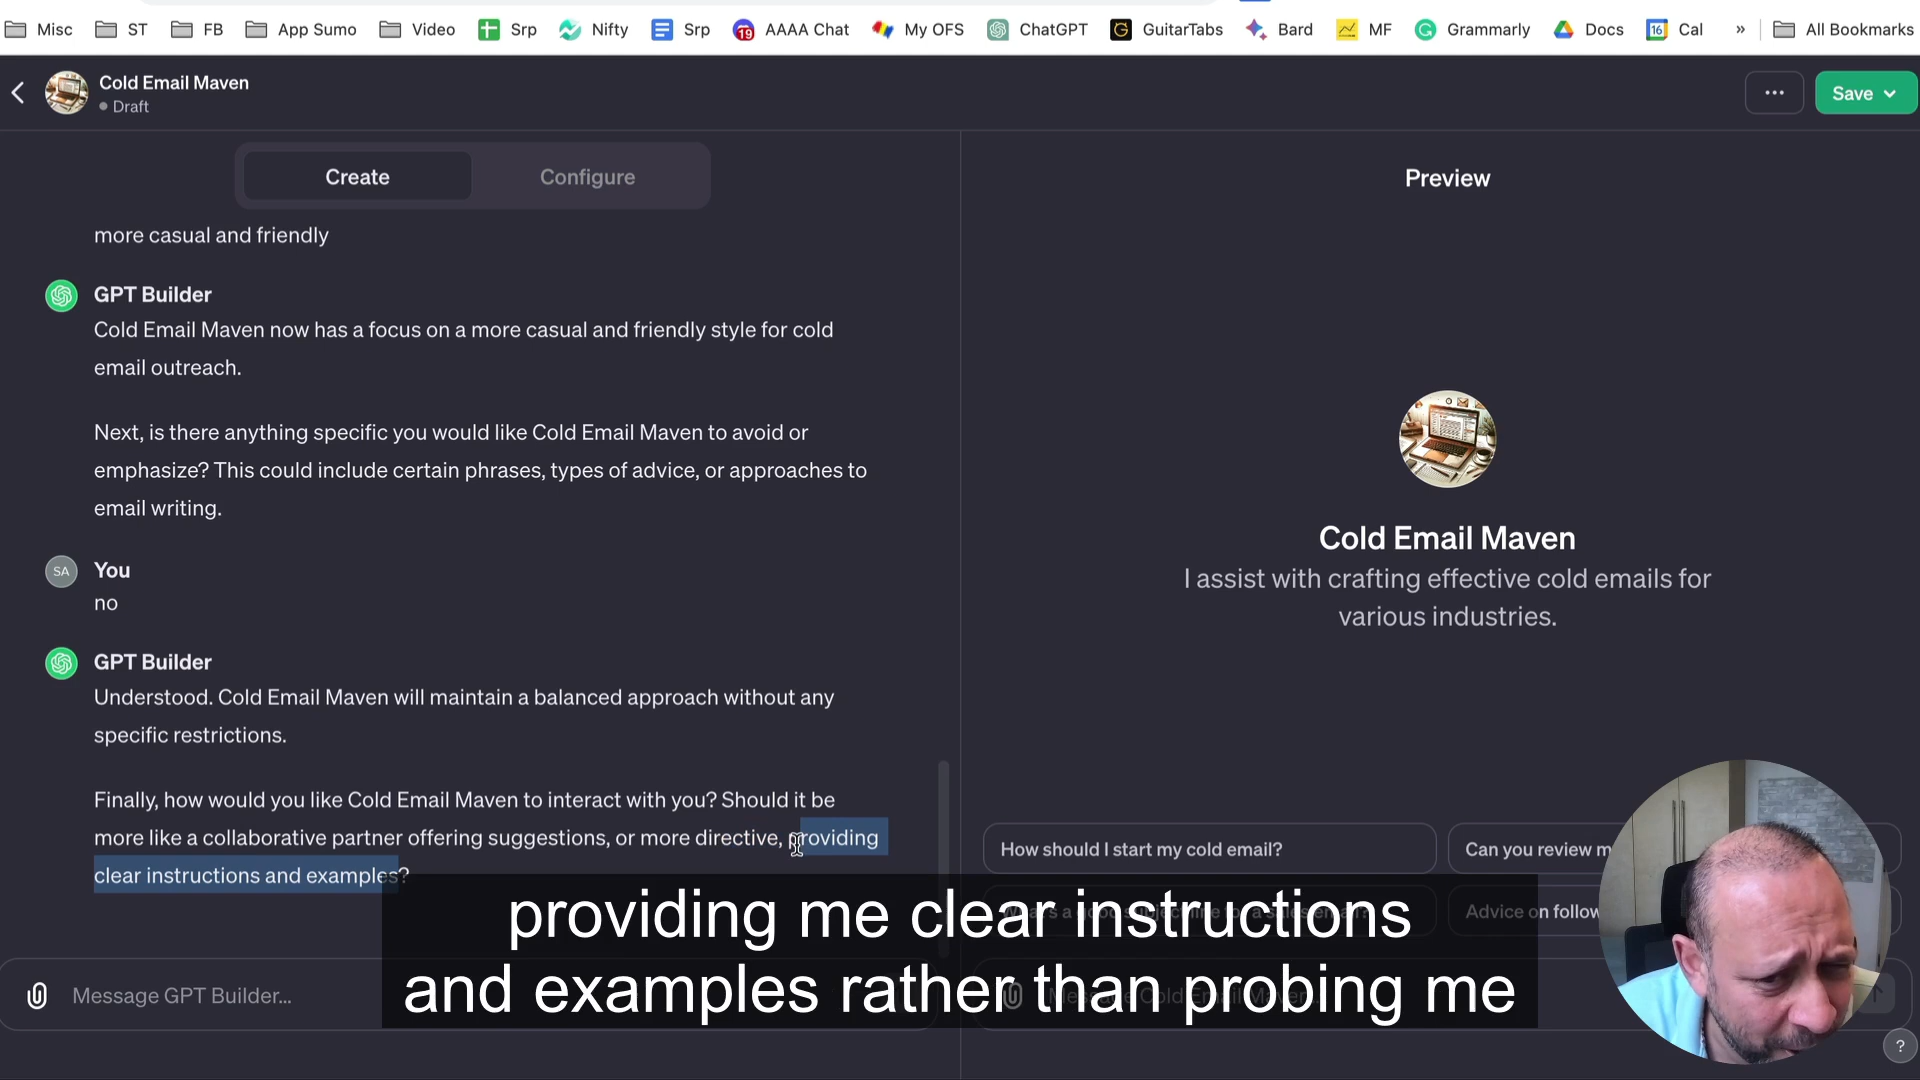 Misc ST FB App Sumo Video Srp Nifty Srp 19 AAAA Chat My OFS ChatGPT G GuitarTabs Bard MF Grammarly Docs 16 Cal » All Bookmarks
Cold Email Maven
Draft
Save
Create
Configure
Preview
more casual and friendly
GPT Builder
Cold Email Maven now has a focus on a more casual and friendly style for cold
email outreach.
Next, is there anything specific you would like Cold Email Maven to avoid or
emphasize? This could include certain phrases, types of advice, or approaches to
email writing.
SA
You
no
GPT Builder
Understood. Cold Email Maven will maintain a balanced approach without any
specific restrictions.
Finally, how would you like Cold Email Maven to interact with you? Should it be
more like a collaborative partner offering suggestions, or more directive, providing
clear instructions and examples?
Message GPT Builder...
Cold Email Maven
I assist with crafting effective cold emails for
various industries.
How should I start my cold email?
Can you review m
Advice on follow
providing me clear instructions
and examples rather than probing me
?